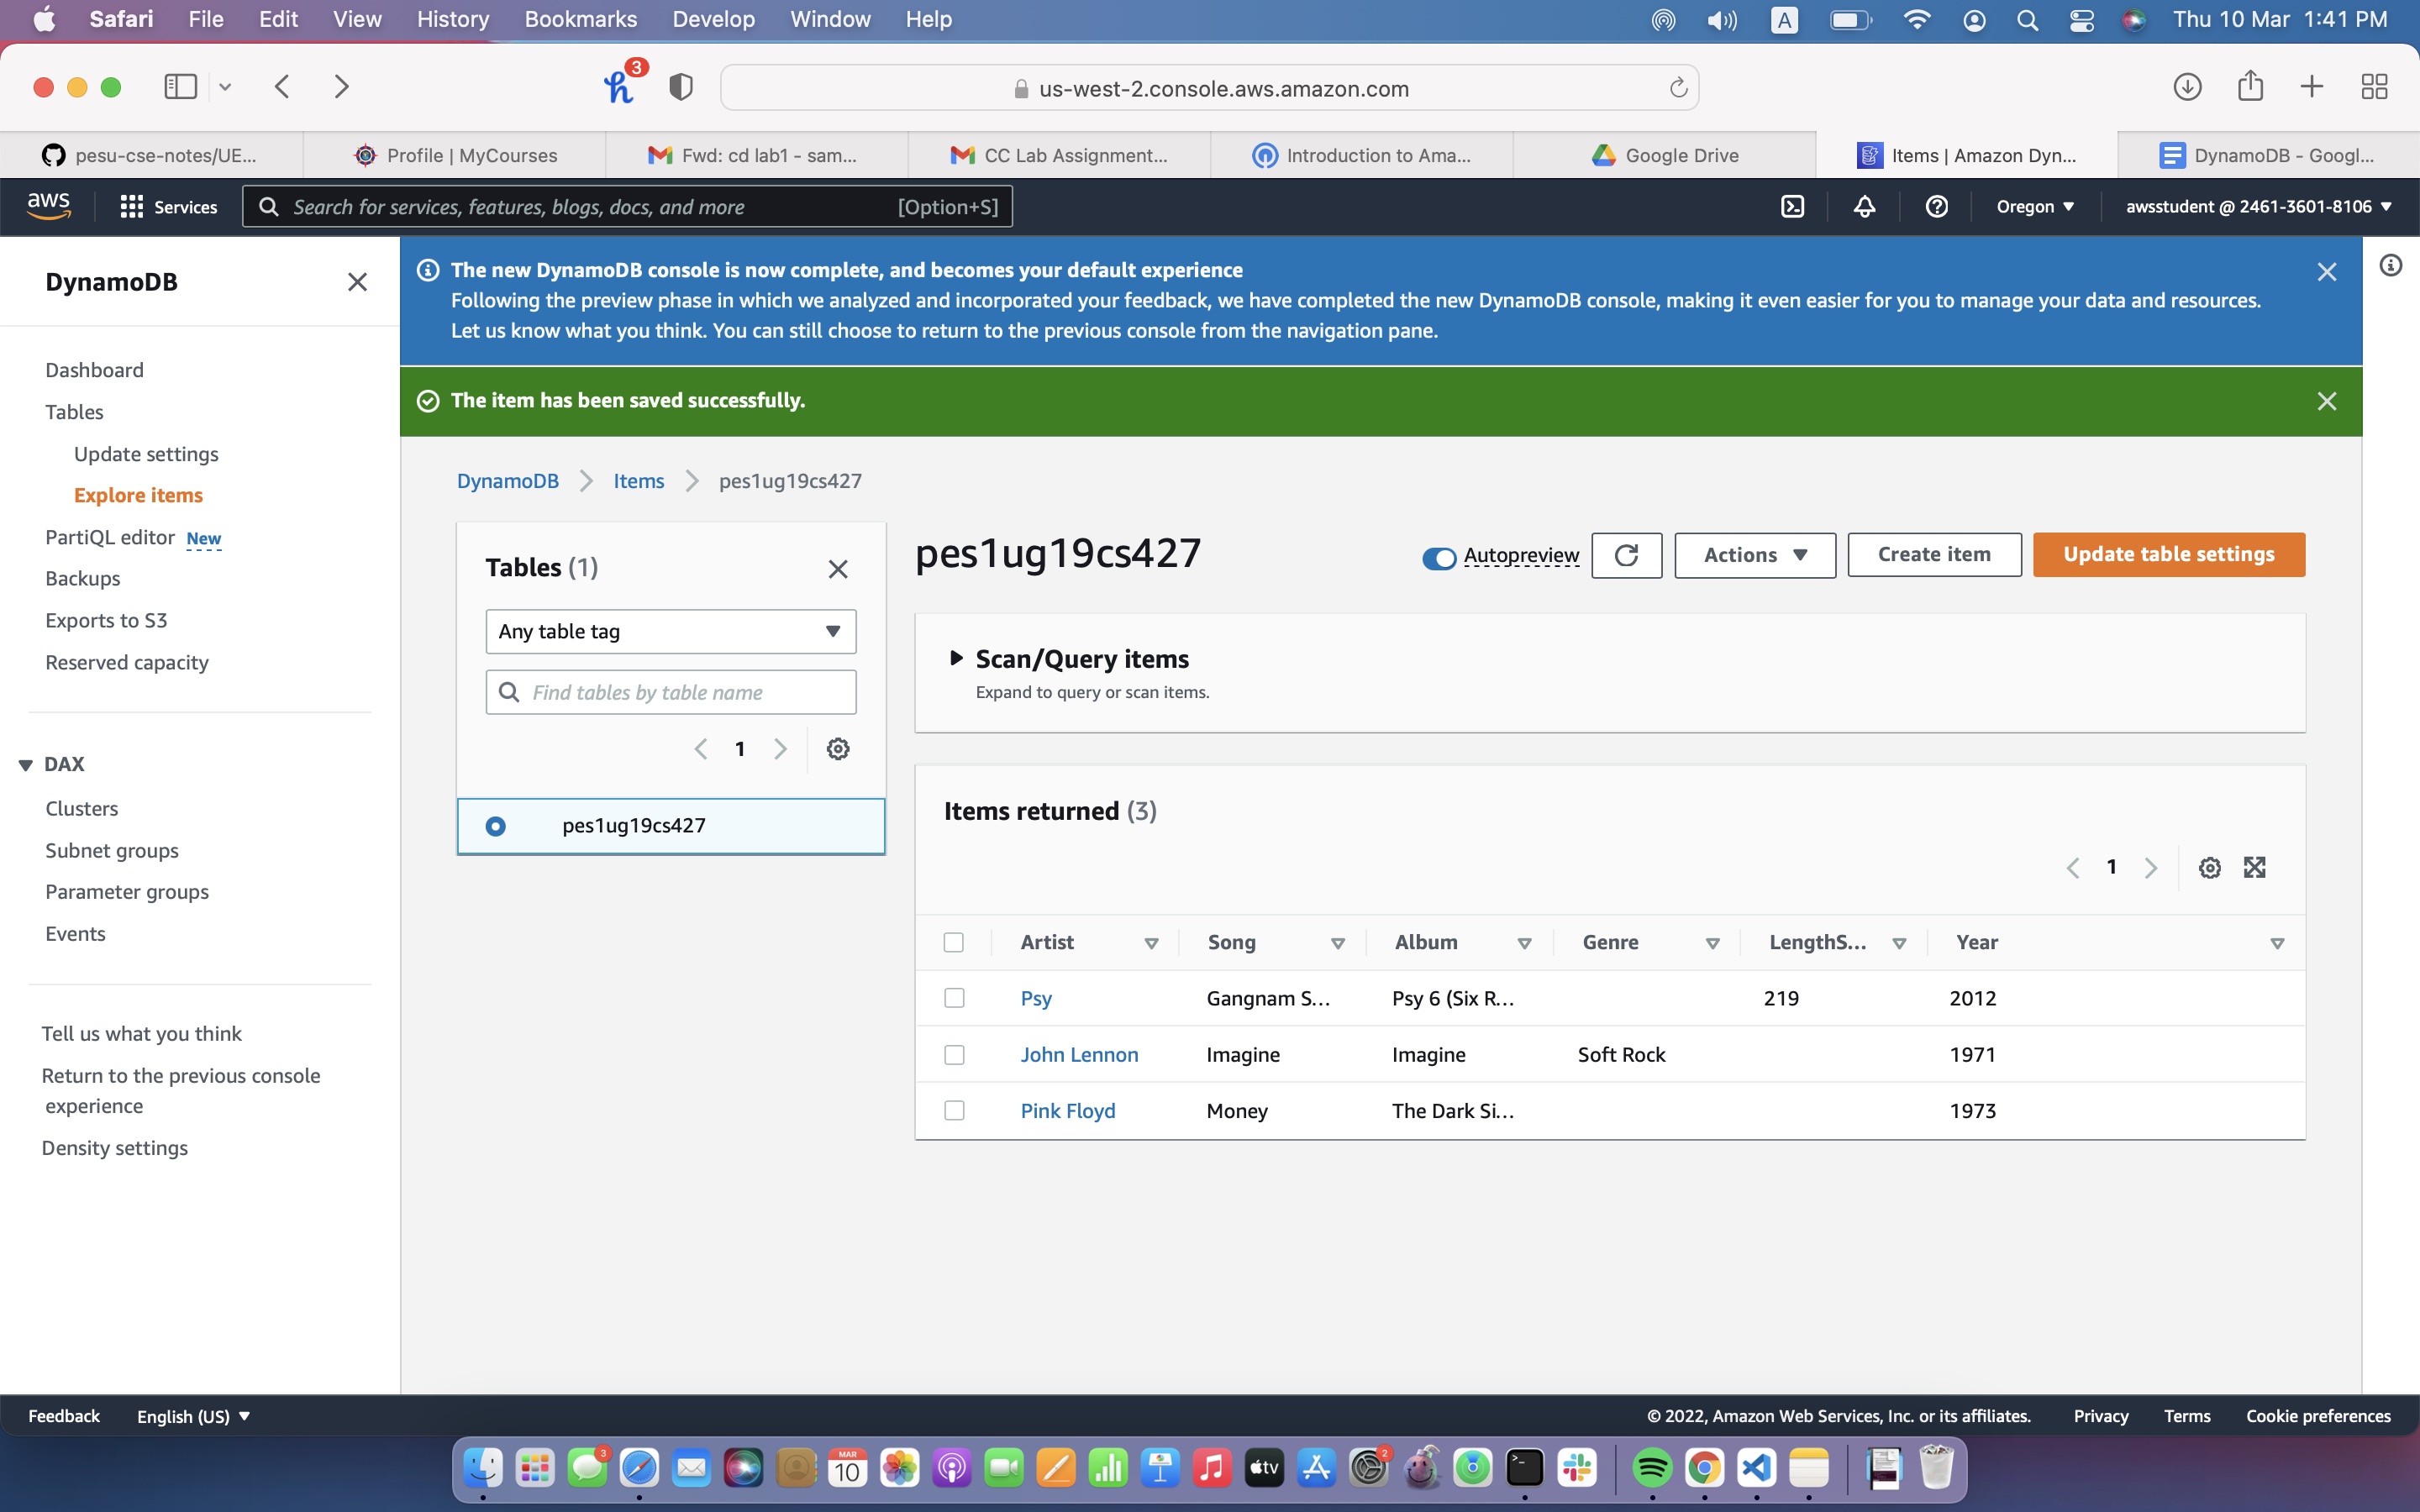 Safari File Edit View History Bookmarks Develop Window Help A Thu 10 Mar 1:41 PM
3
us-west-2.console.aws.amazon.com
pesu-cse-notes/UE... Profile | MyCourses Fwd: cd lab1 - sam... CC Lab Assignment... Introduction to Ama... Google Drive Items | Amazon Dyn... DynamoDB - Googl...
aws Services Search for services, features, blogs, docs, and more [Option+S] Oregon awsstudent @ 2461-3601-8106
DynamoDB
Dashboard
Tables
Update settings
Explore items
PartiQL editor New
Backups
Exports to S3
Reserved capacity
DAX
Clusters
Subnet groups
Parameter groups
Events
Tell us what you think
Return to the previous console
experience
Density settings
The new DynamoDB console is now complete, and becomes your default experience
Following the preview phase in which we analyzed and incorporated your feedback, we have completed the new DynamoDB console, making it even easier for you to manage your data and resources.
Let us know what you think. You can still choose to return to the previous console from the navigation pane.
The item has been saved successfully.
DynamoDB Items pes1ug19cs427
Tables (1)
Any table tag
Find tables by table name
1
pes1ug19cs427
pes1ug19cs427 Autopreview Actions Create item Update table settings
Scan/Query items
Expand to query or scan items.
Items returned (3)
1
Artist Song Album Genre LengthS... Year
Psy Gangnam S... Psy 6 (Six R... 219 2012
John Lennon Imagine Imagine Soft Rock 1971
Pink Floyd Money The Dark Si... 1973
Feedback English (US) © 2022, Amazon Web Services, Inc. or its affiliates. Privacy Terms Cookie preferences
3 MAR 10 tv 2